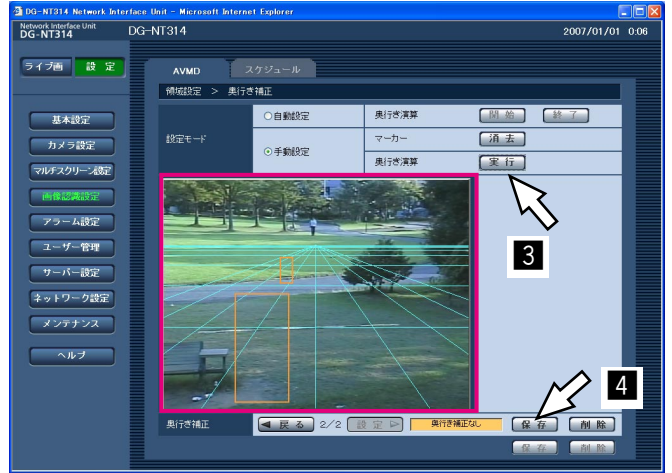 DG-NT314 Network Interface Unit - Microsoft Internet Explorer
Network Interface Unit
DG-NT314
DG-NT314
2007/01/01 0:06
ライブ画 設 定
AVMD スケジュール
領域設定 > 奥行き補正
基本設定
カメラ設定
マルチスクリーン設定
画像認識設定
アラーム設定
ユーザー管理
サーバー設定
ネットワーク設定
メンテナンス
ヘルプ
設定モード
自動設定 奥行き演算 開 始 終 了
手動設定
マーカー 消 去
奥行き演算 実 行
3
4
奥行き補正 ◀ 戻 る 2/2 設 定 ▷ 奥行き補正なし 保 存 削 除
保 存 削 除